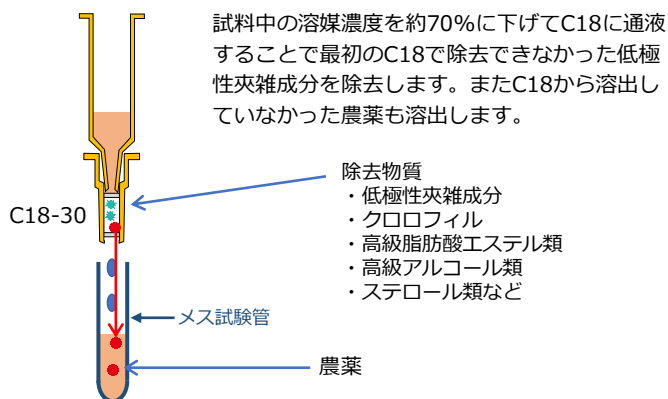 試料中の溶媒濃度を約70%に下げてC18に通液
することで最初のC18で除去できなかった低極
性夾雑成分を除去します。またC18から溶出し
ていなかった農薬も溶出します。
除去物質
・低極性夾雑成分
・クロロフィル
・高級脂肪酸エステル類
・高級アルコール類
・ステロール類など
C18-30
メス試験管
農薬